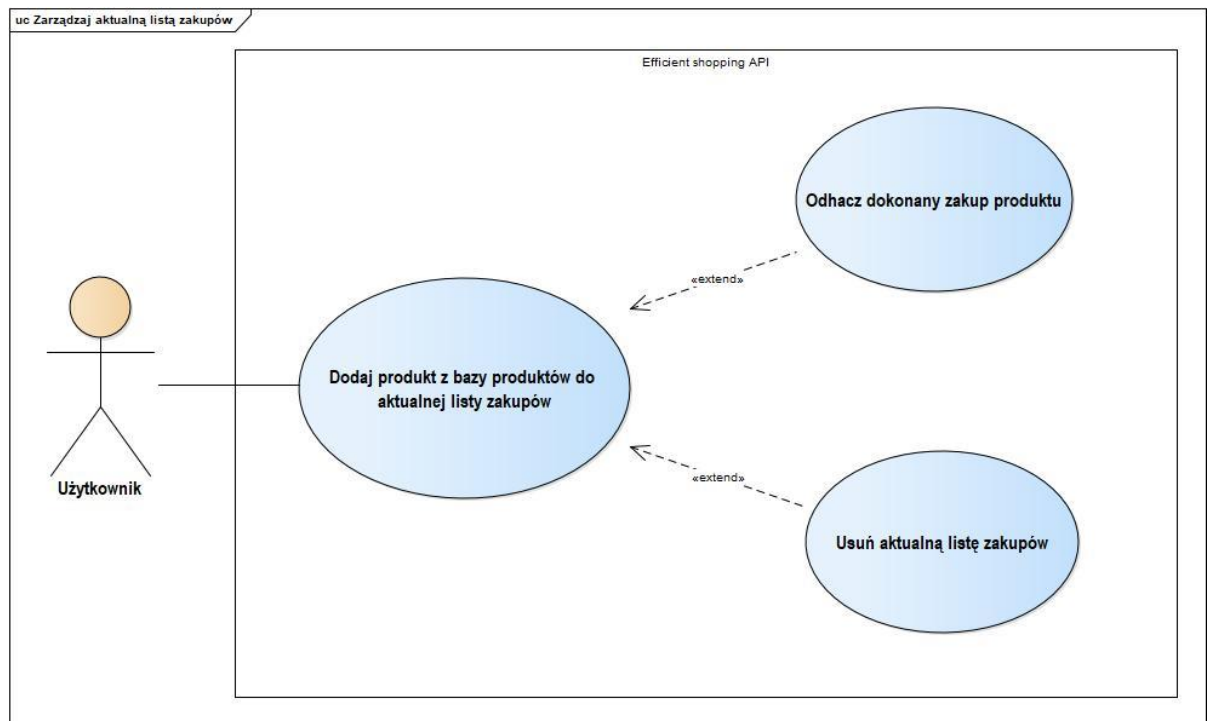 uc Zarządzaj aktualną listą zakupów
Efficient shopping API
Odhacz dokonany zakup produktu
«extend»
Dodaj produkt z bazy produktów do
aktualnej listy zakupów
«extend»
Użytkownik
Usuń aktualną listę zakupów